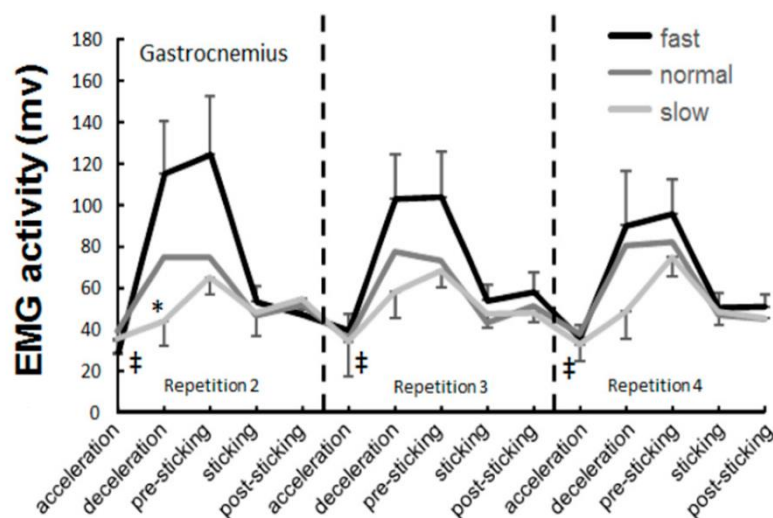 Gastrocnemius
fast
normal
slow
EMG activity (mv)
180
160
140
120
100
80
60
40
20
0
*
‡
‡
‡
Repetition 2
Repetition 3
Repetition 4
acceleration
deceleration
pre-sticking
sticking
post-sticking
acceleration
deceleration
pre-sticking
sticking
post-sticking
acceleration
deceleration
pre-sticking
sticking
post-sticking